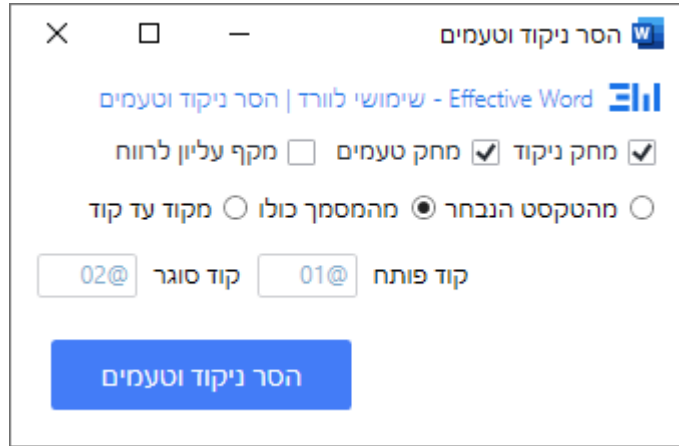 הסר ניקוד וטעמים
Effective Word - שימושי לוורד | הסר ניקוד וטעמים
מחק ניקוד מחק טעמים מקף עליון לרווח
מהטקסט הנבחר מהמסמך כולו מקוד עד קוד
קוד פותח @01 קוד סוגר @02
הסר ניקוד וטעמים